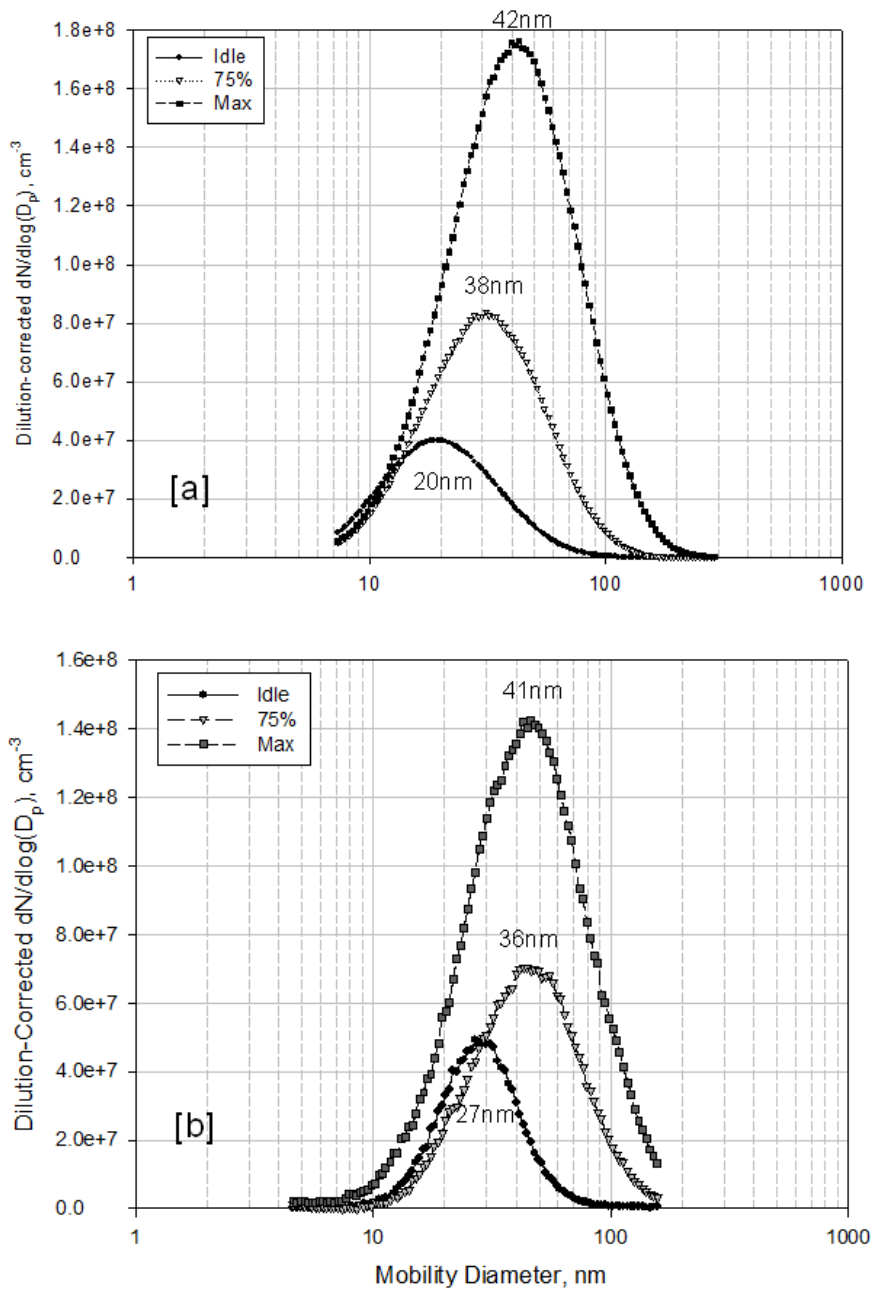 42nm
1.8e+8
Idle
75%
Max
1.6e+8
1.4e+8
1.2e+8
1.0e+8
38nm
8.0e+7
6.0e+7
4.0e+7
20nm
[a]
2.0e+7
0.0
1 10 100 1000
Dilution-corrected dN/dlog(Dp), cm-3
1.6e+8
Idle
75%
Max
41nm
1.4e+8
1.2e+8
1.0e+8
8.0e+7
36nm
6.0e+7
4.0e+7
27nm
[b]
2.0e+7
0.0
1 10 100 1000
Dilution-Corrected dN/dlog(Dp), cm-3
Mobility Diameter, nm